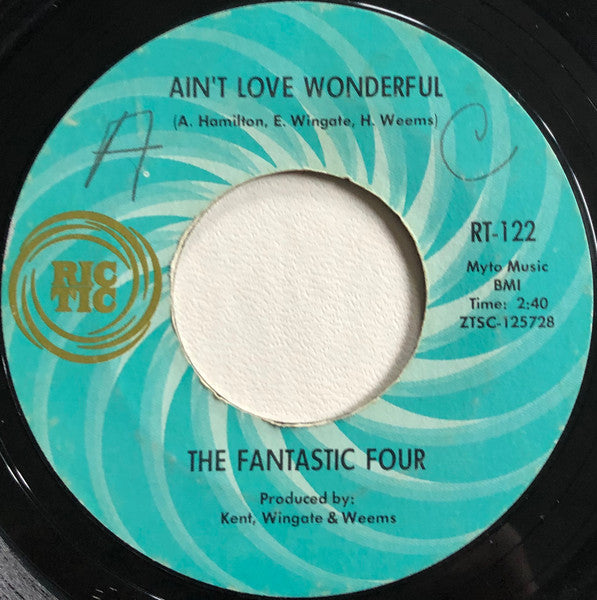 AIN'T LOVE WONDERFUL
(A. Hamilton, E. Wingate, H. Weems)
A
C
RIC
TIC
RT-122
Myto Music
BMI
Time: 2:40
ZTSC-125728
THE FANTASTIC FOUR
Produced by:
Kent, Wingate & Weems